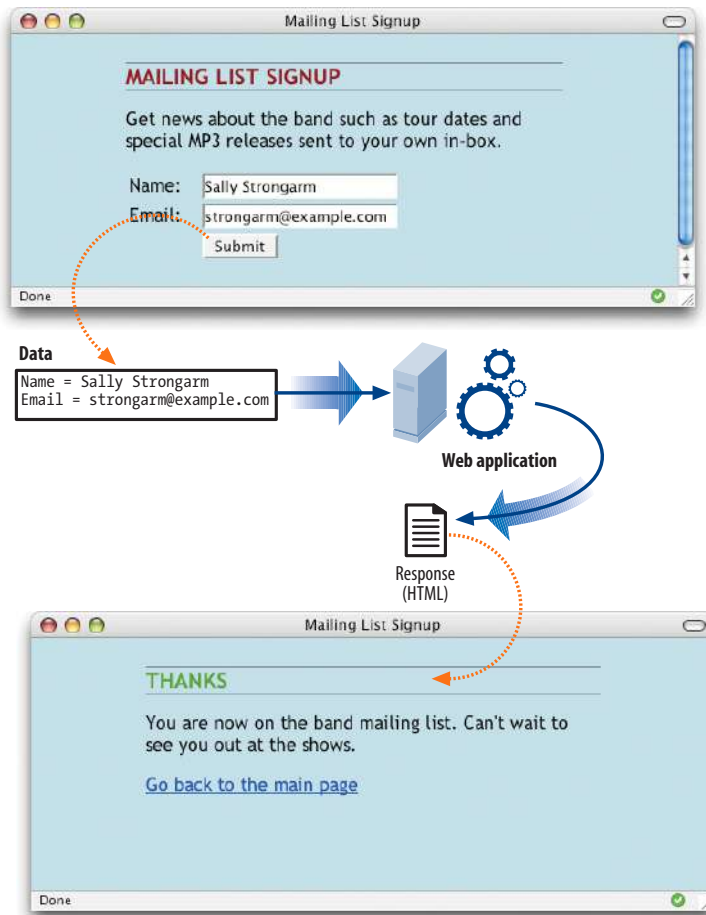 Mailing List Signup
MAILING LIST SIGNUP
Get news about the band such as tour dates and
special MP3 releases sent to your own in-box.
Name: Sally Strongarm
Email: strongarm@example.com
Submit
Done
Data
Name = Sally Strongarm
Email = strongarm@example.com
Web application
Response
(HTML)
Mailing List Signup
THANKS
You are now on the band mailing list. Can't wait to
see you out at the shows.
Go back to the main page
Done